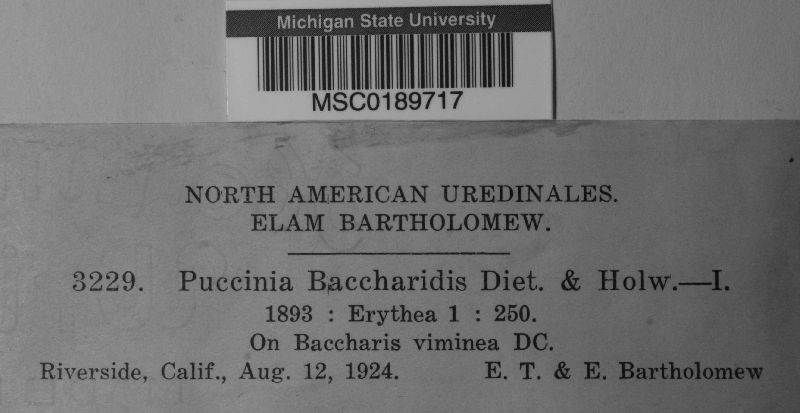 Michigan State University
MSC0189717
NORTH AMERICAN UREDINALES.
ELAM BARTHOLOMEW.
3229. Puccinia Baccharidis Diet. & Holw.—I.
1893 : Erythea 1 : 250.
On Baccharis viminea DC.
Riverside, Calif., Aug. 12, 1924. E. T. & E. Bartholomew